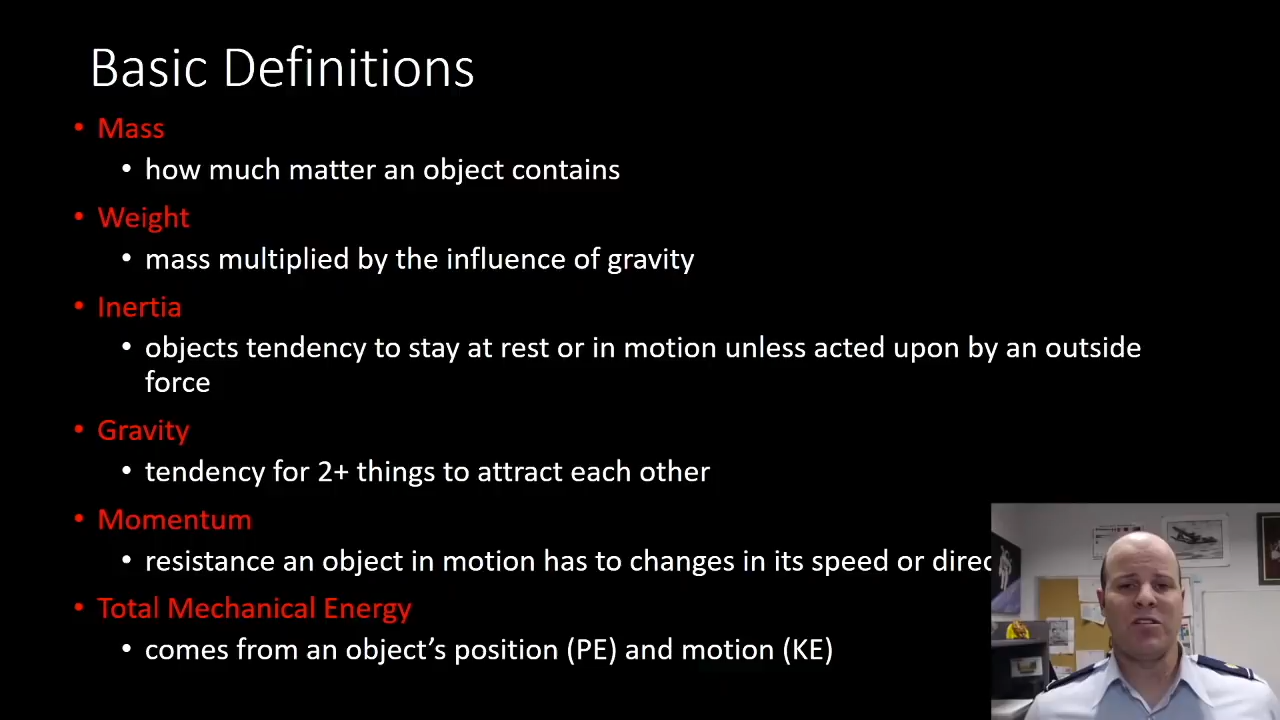 Basic Definitions
• Mass
• how much matter an object contains
• Weight
• mass multiplied by the influence of gravity
• Inertia
• objects tendency to stay at rest or in motion unless acted upon by an outside
force
• Gravity
• tendency for 2+ things to attract each other
• Momentum
• resistance an object in motion has to changes in its speed or direc
• Total Mechanical Energy
• comes from an object’s position (PE) and motion (KE)